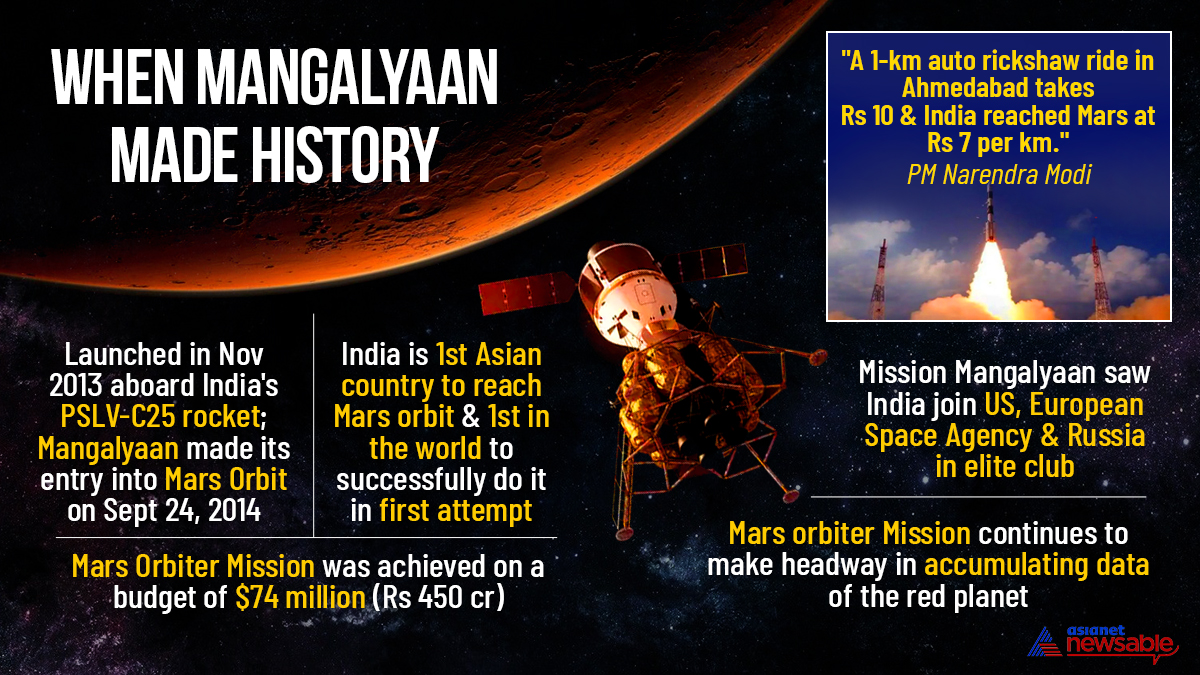 WHEN MANGALYAAN
MADE HISTORY
"A 1-km auto rickshaw ride in
Ahmedabad takes
Rs 10 & India reached Mars at
Rs 7 per km."
PM Narendra Modi
Launched in Nov
2013 aboard India's
PSLV-C25 rocket;
Mangalyaan made its
entry into Mars Orbit
on Sept 24, 2014
India is 1st Asian
country to reach
Mars orbit & 1st in
the world to
successfully do it
in first attempt
Mars Orbiter Mission was achieved on a
budget of $74 million (Rs 450 cr)
Mission Mangalyaan saw
India join US, European
Space Agency & Russia
in elite club
Mars orbiter Mission continues to
make headway in accumulating data
of the red planet
asianet
newsable